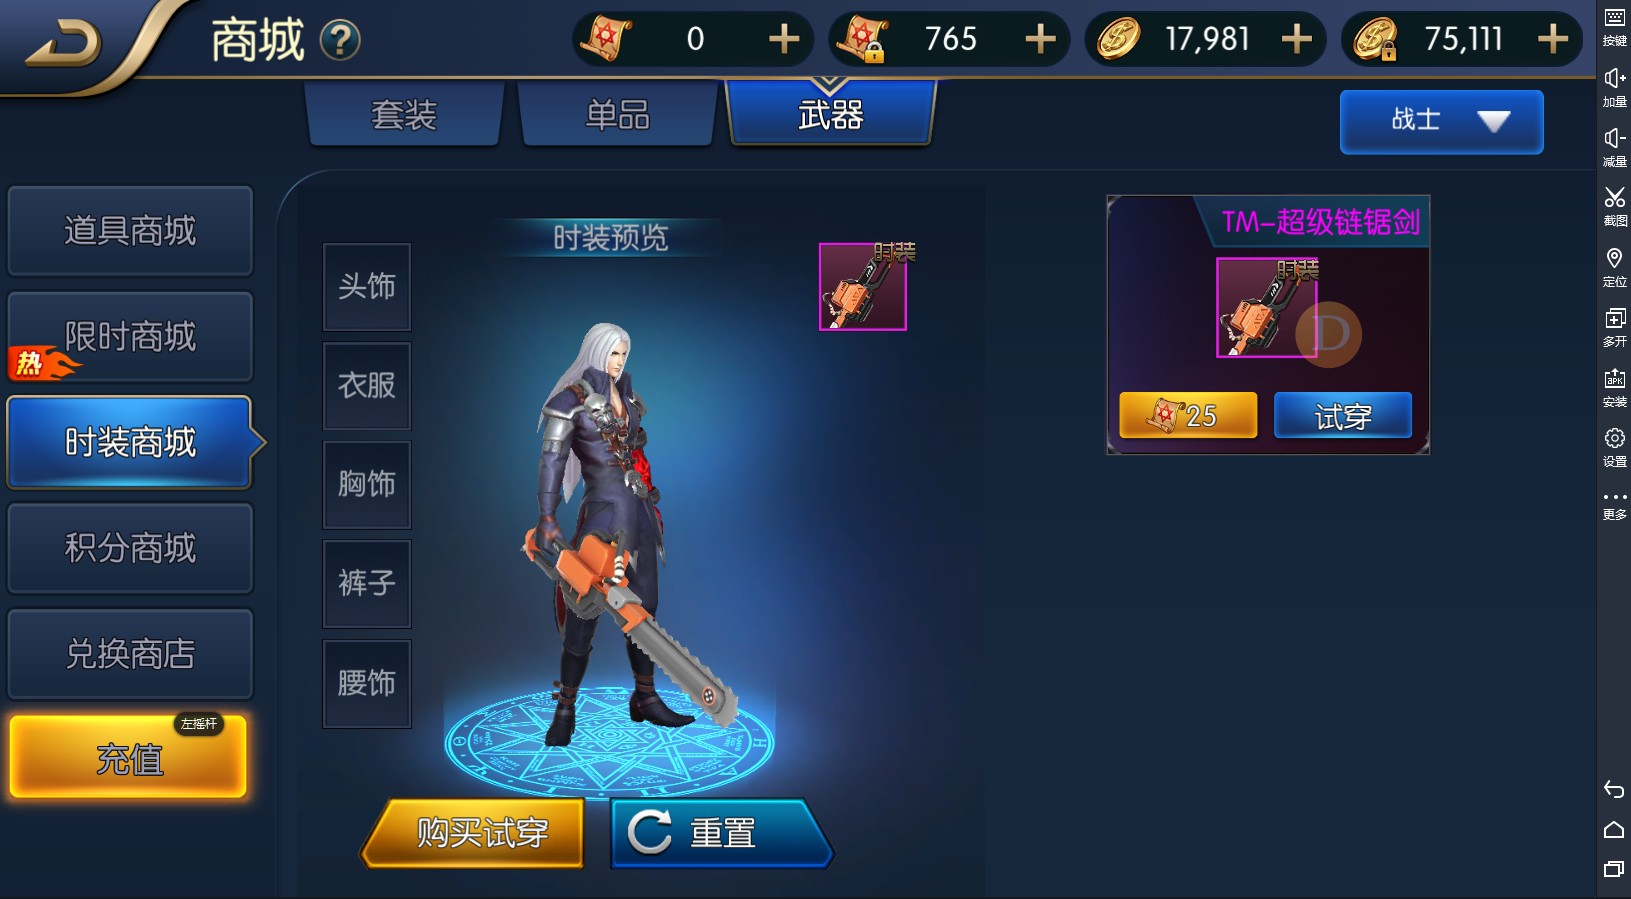 商城 ? 0 765 17,981 75,111
套装 单品 武器 战士
道具商城
限时商城
热
时装商城
积分商城
兑换商店
左摇杆
充值
时装预览
头饰
衣服
胸饰
裤子
腰饰
时装
购买试穿 重置
TM-超级链锯剑
时装
D
25 试穿
按键
加量
减量
截图
定位
多开
APK
安装
设置
更多